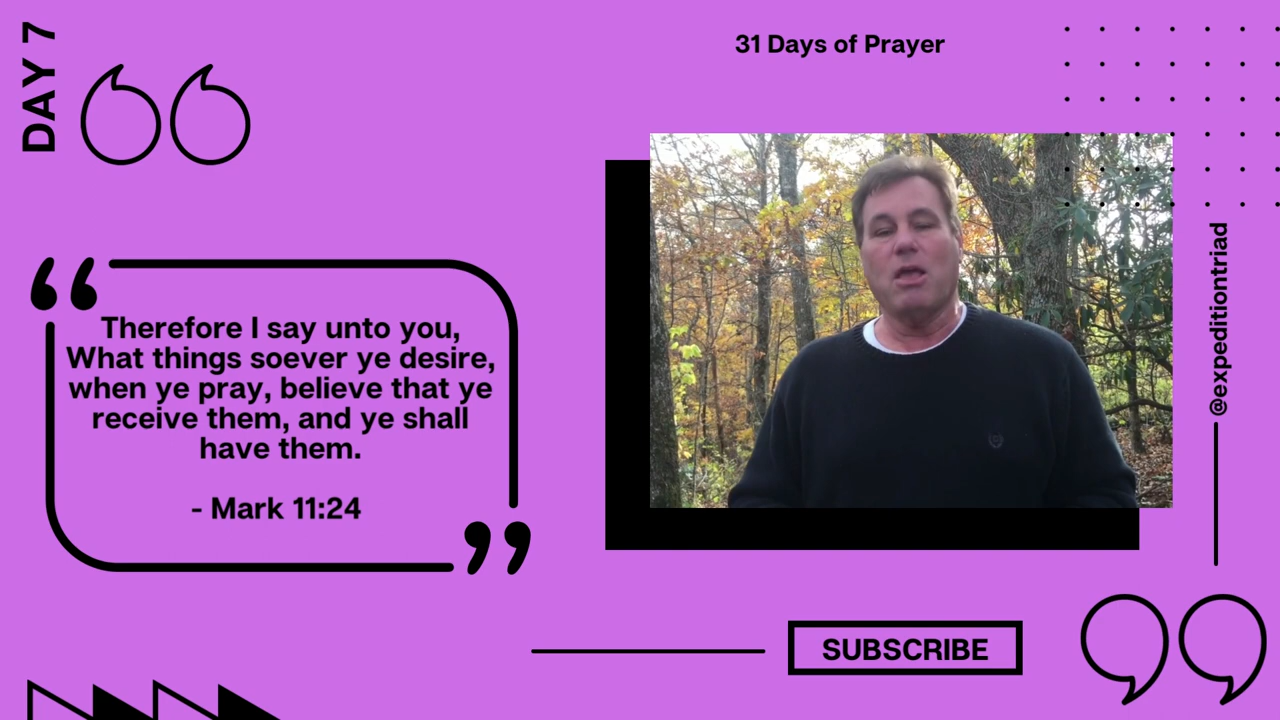 DAY 7
31 Days of Prayer
Therefore I say unto you,
What things soever ye desire,
when ye pray, believe that ye
receive them, and ye shall
have them.
- Mark 11:24
@expeditiontriad
SUBSCRIBE